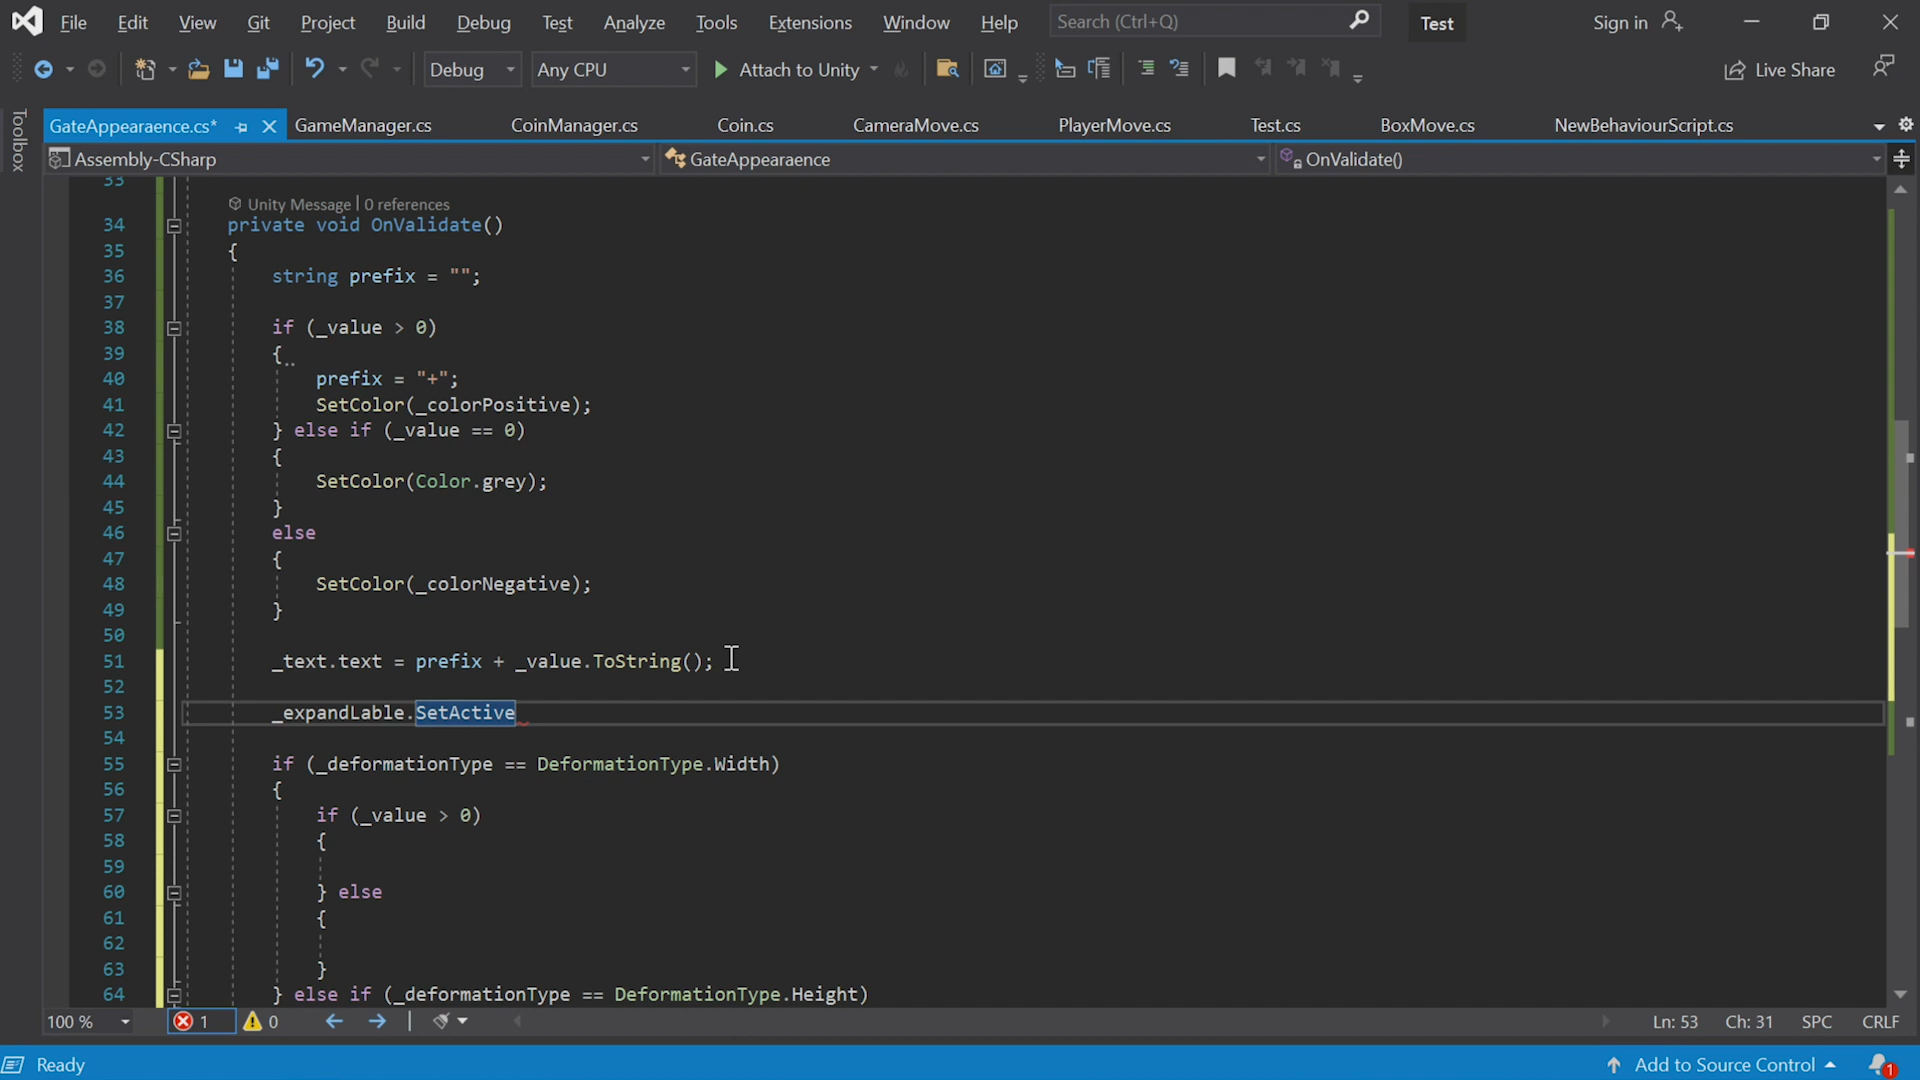 File Edit View Git Project Build Debug Test Analyze Tools Extensions Window Help Search (Ctrl+Q) Test Sign in
Debug Any CPU Attach to Unity Live Share
Toolbox
GateAppearaence.cs* GameManager.cs CoinManager.cs Coin.cs CameraMove.cs PlayerMove.cs Test.cs BoxMove.cs NewBehaviourScript.cs
Assembly-CSharp GateAppearaence OnValidate()
33
Unity Message | 0 references
34 private void OnValidate()
35 {
36 string prefix = "";
37
38 if (_value > 0)
39 {
40 prefix = "+";
41 SetColor(_colorPositive);
42 } else if (_value == 0)
43 {
44 SetColor(Color.grey);
45 }
46 else
47 {
48 SetColor(_colorNegative);
49 }
50
51 _text.text = prefix + _value.ToString();
52
53 _expandLable.SetActive
54
55 if (_deformationType == DeformationType.Width)
56 {
57 if (_value > 0)
58 {
59
60 } else
61 {
62
63 }
64 } else if (_deformationType == DeformationType.Height)
100 % 1 0 Ln: 53 Ch: 31 SPC CRLF
Ready Add to Source Control 1